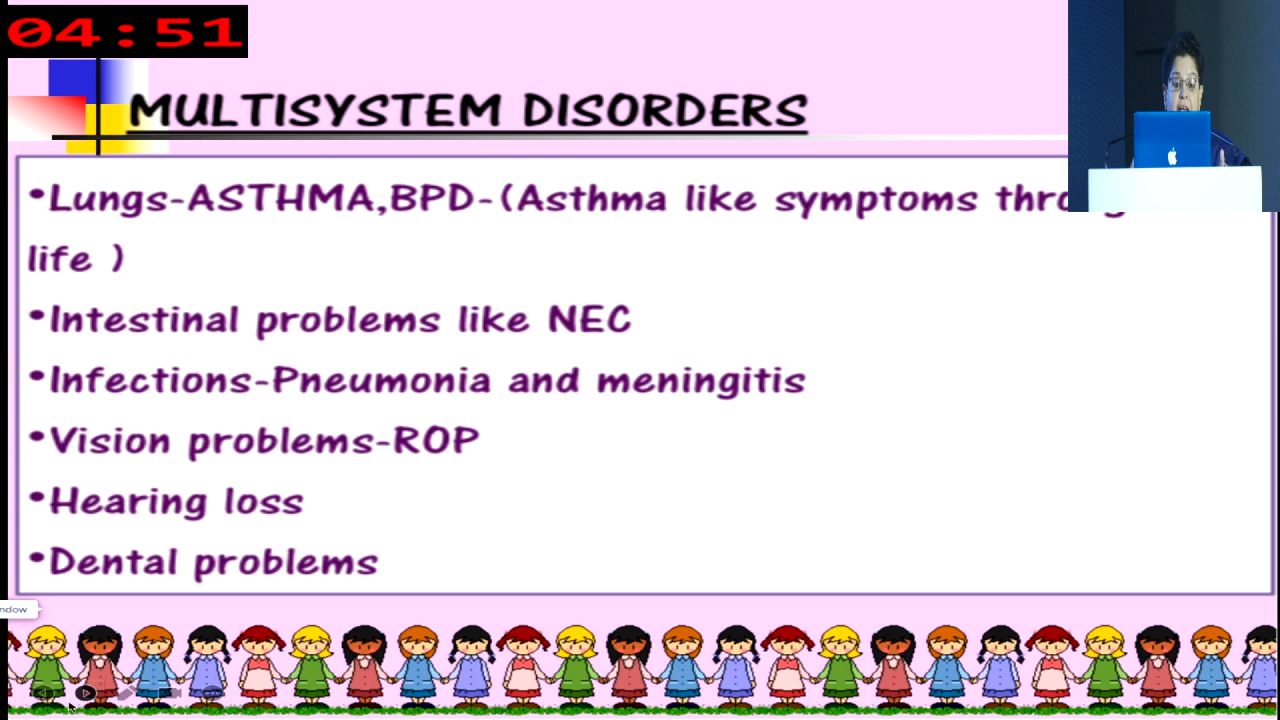 04:51
MULTISYSTEM DISORDERS
•Lungs-ASTHMA,BPD-(Asthma like symptoms
life )
•Intestinal problems like NEC
•Infections-Pneumonia and meningitis
•Vision problems-ROP
•Hearing loss
•Dental problems